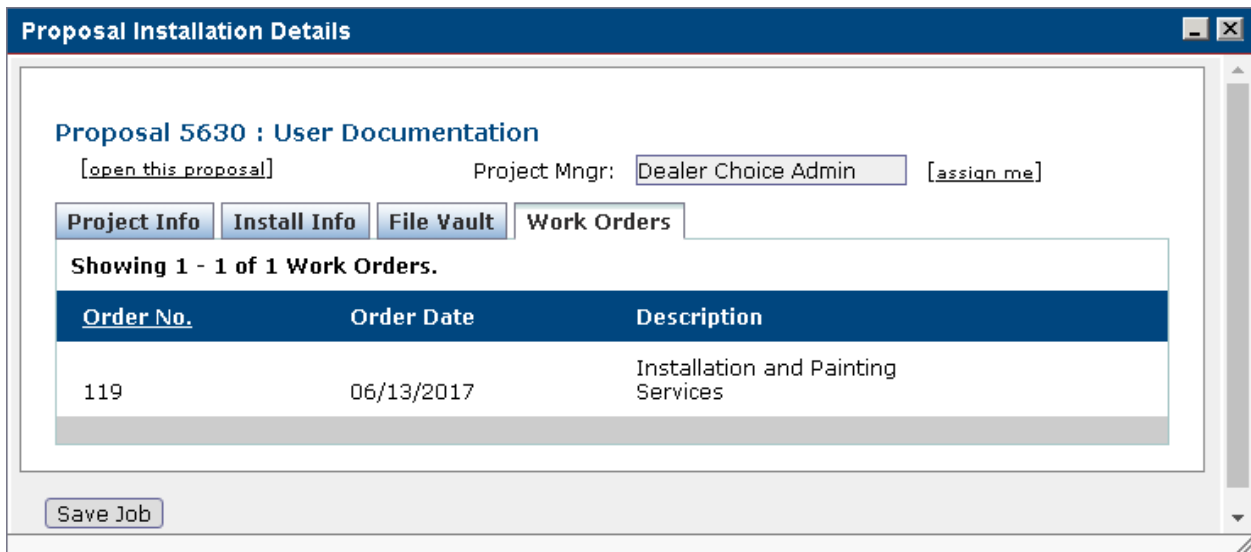 Proposal Installation Details
Proposal 5630 : User Documentation
[open this proposal] Project Mngr: Dealer Choice Admin [assign me]
Project Info Install Info File Vault Work Orders
Showing 1 - 1 of 1 Work Orders.
Order No. Order Date Description
119 06/13/2017 Installation and Painting
Services
Save Job